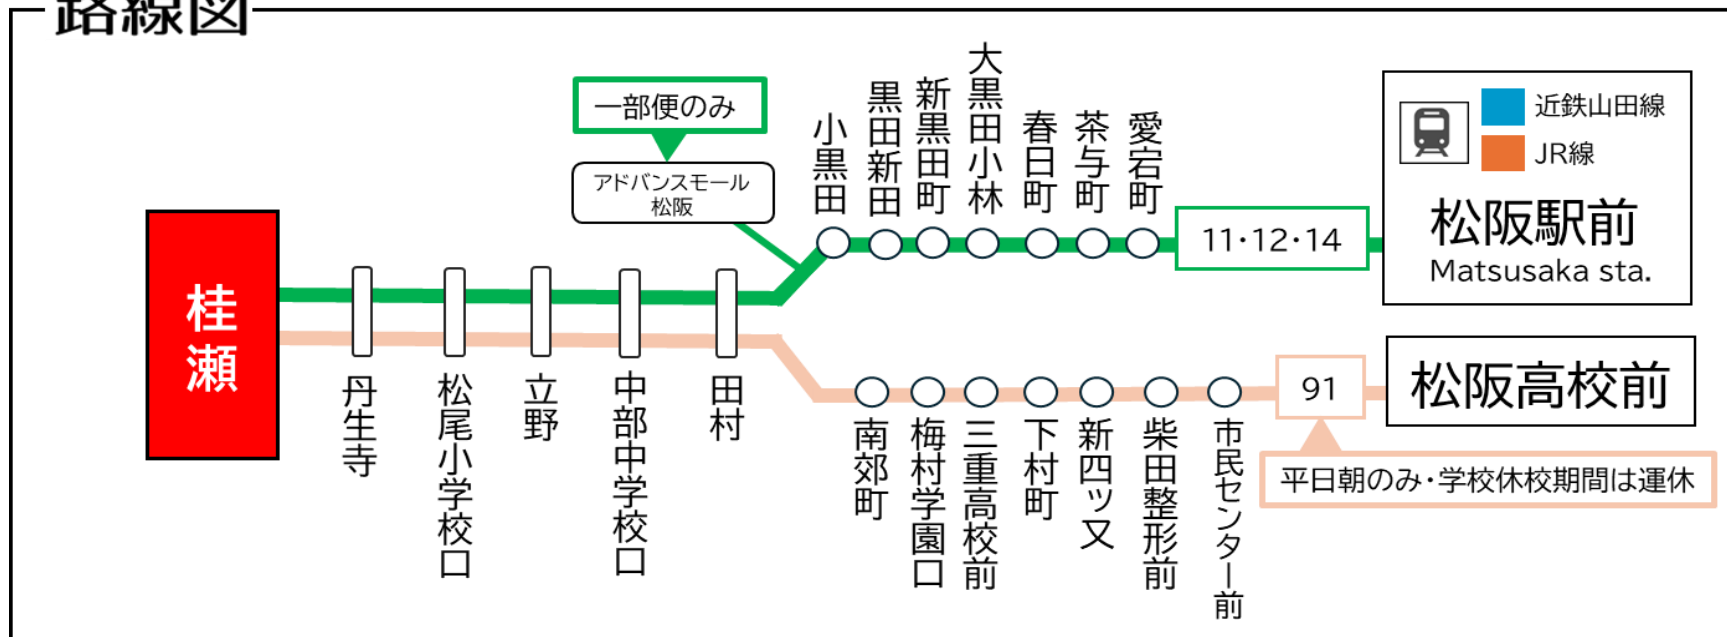 路線図
桂瀬
丹生寺
松尾小学校口
立野
中部中学校口
田村
一部便のみ
アドバンスモール
松阪
小黒田
黒田新田
新黒田町
大黒田小林
春日町
茶与町
愛宕町
11・12・14
近鉄山田線
JR線
松阪駅前
Matsusaka sta.
南郊町
梅村学園口
三重高校前
下村町
新四ツ又
柴田整形前
市民センター前
91
松阪高校前
平日朝のみ・学校休校期間は運休